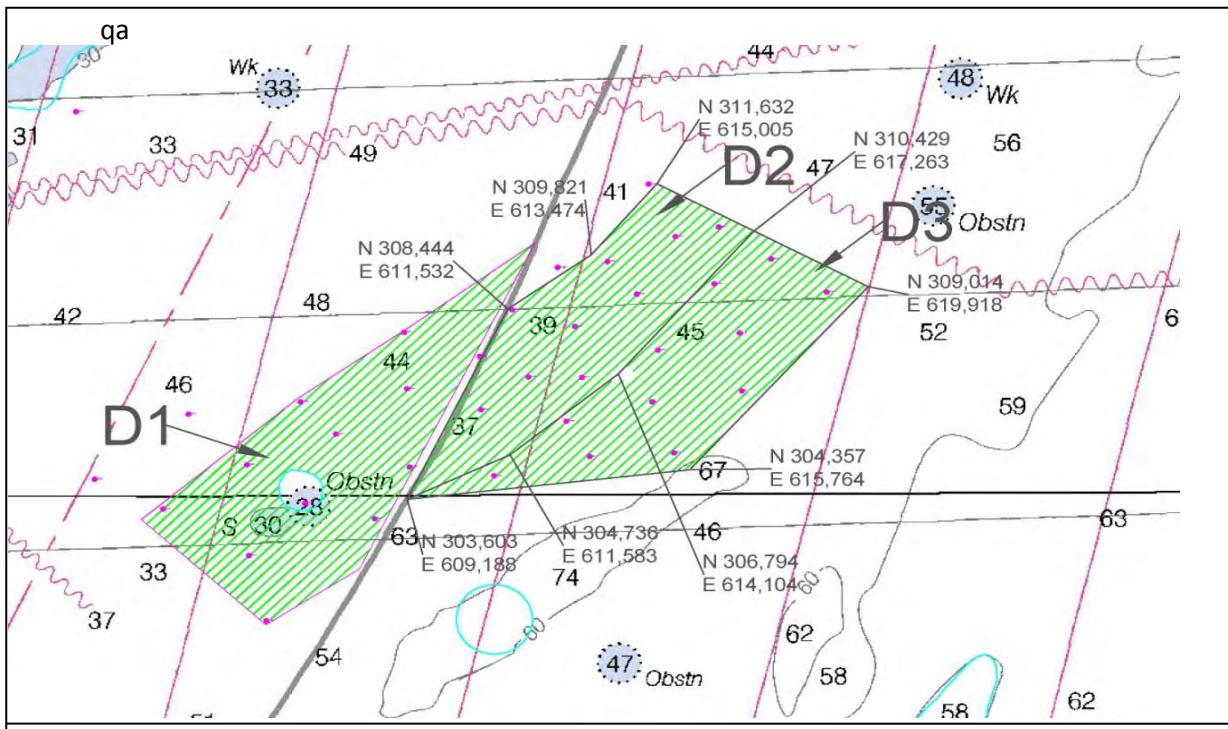 qa
30
44
Wk
33
48
Wk
31
33
49
N 311,632
E 615,005
N 310,429
E 617,263
47
56
D2
41
N 309,821
E 613,474
55
Obstn
D3
N 308,444
E 611,532
42
48
39
45
N 309,014
E 619,918
52
6
44
46
59
D1
37
Obstn
28
S
30
67
N 304,357
E 615,764
63
N 303,603
E 609,188
N 304,736
E 611,583
46
N 306,794
E 614,104
63
33
74
60
60
37
54
47
Obstn
62
58
58
62